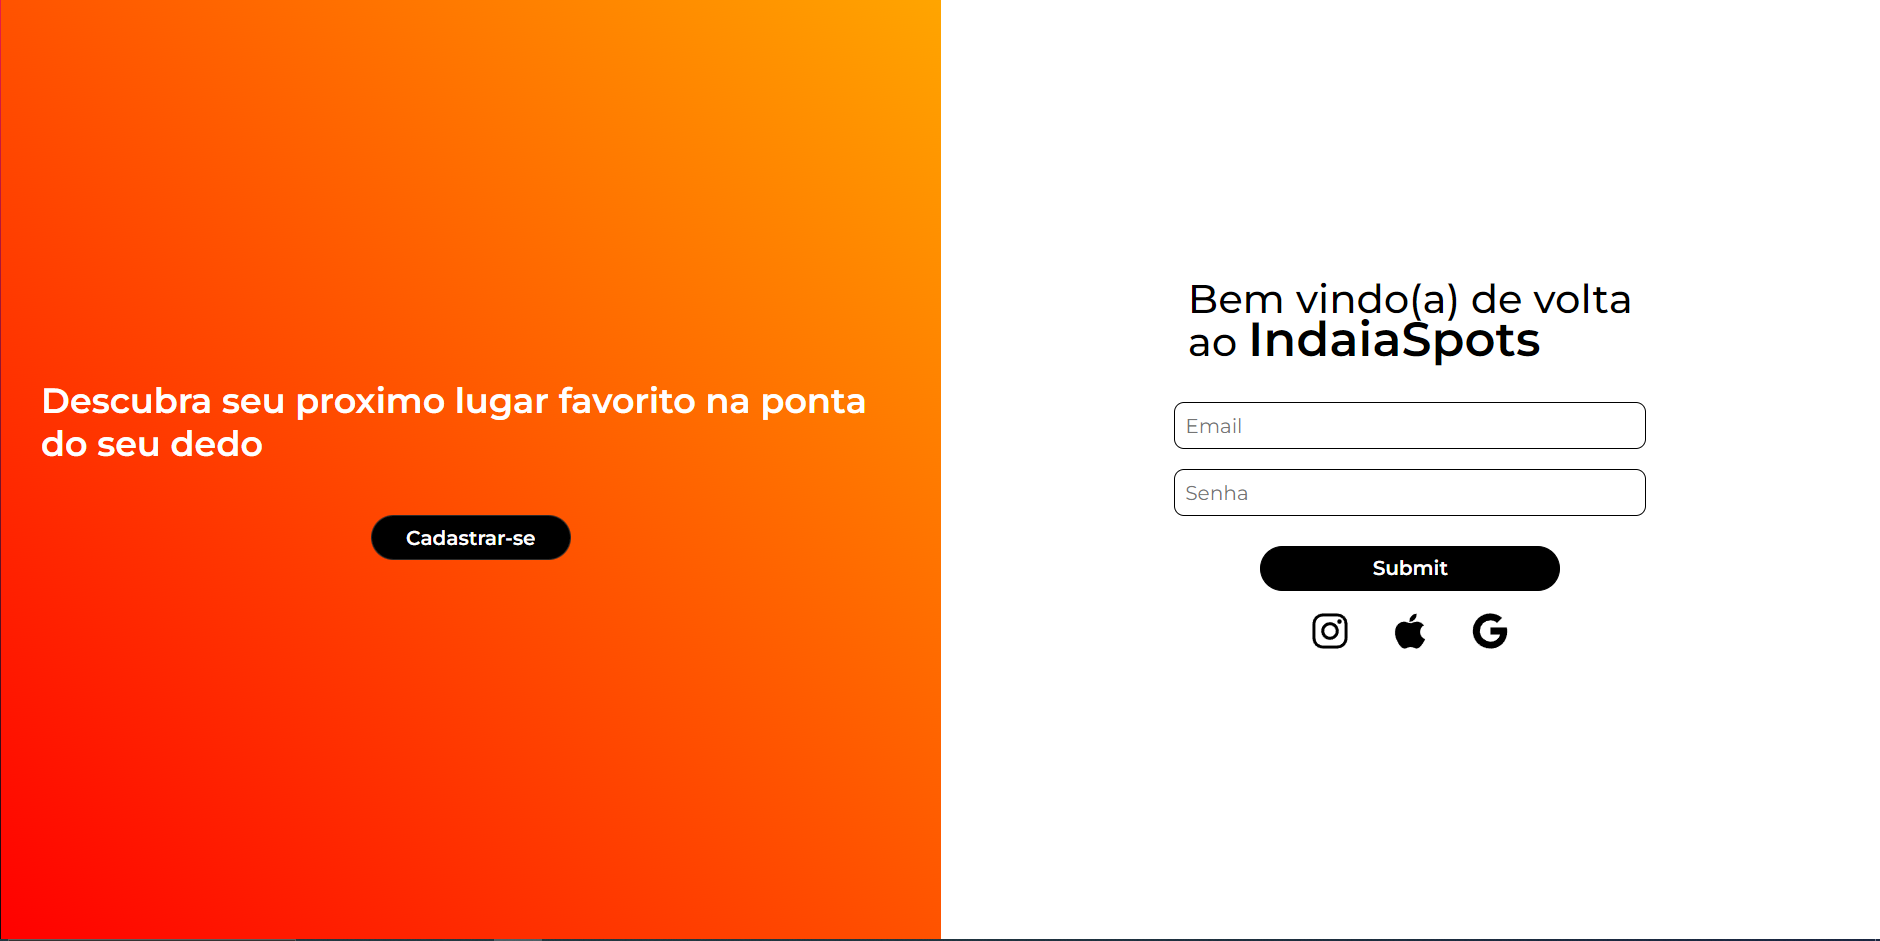 Descubra seu proximo lugar favorito na ponta
do seu dedo
Cadastrar-se
Bem vindo(a) de volta
ao IndaiaSpots
Email
Senha
Submit